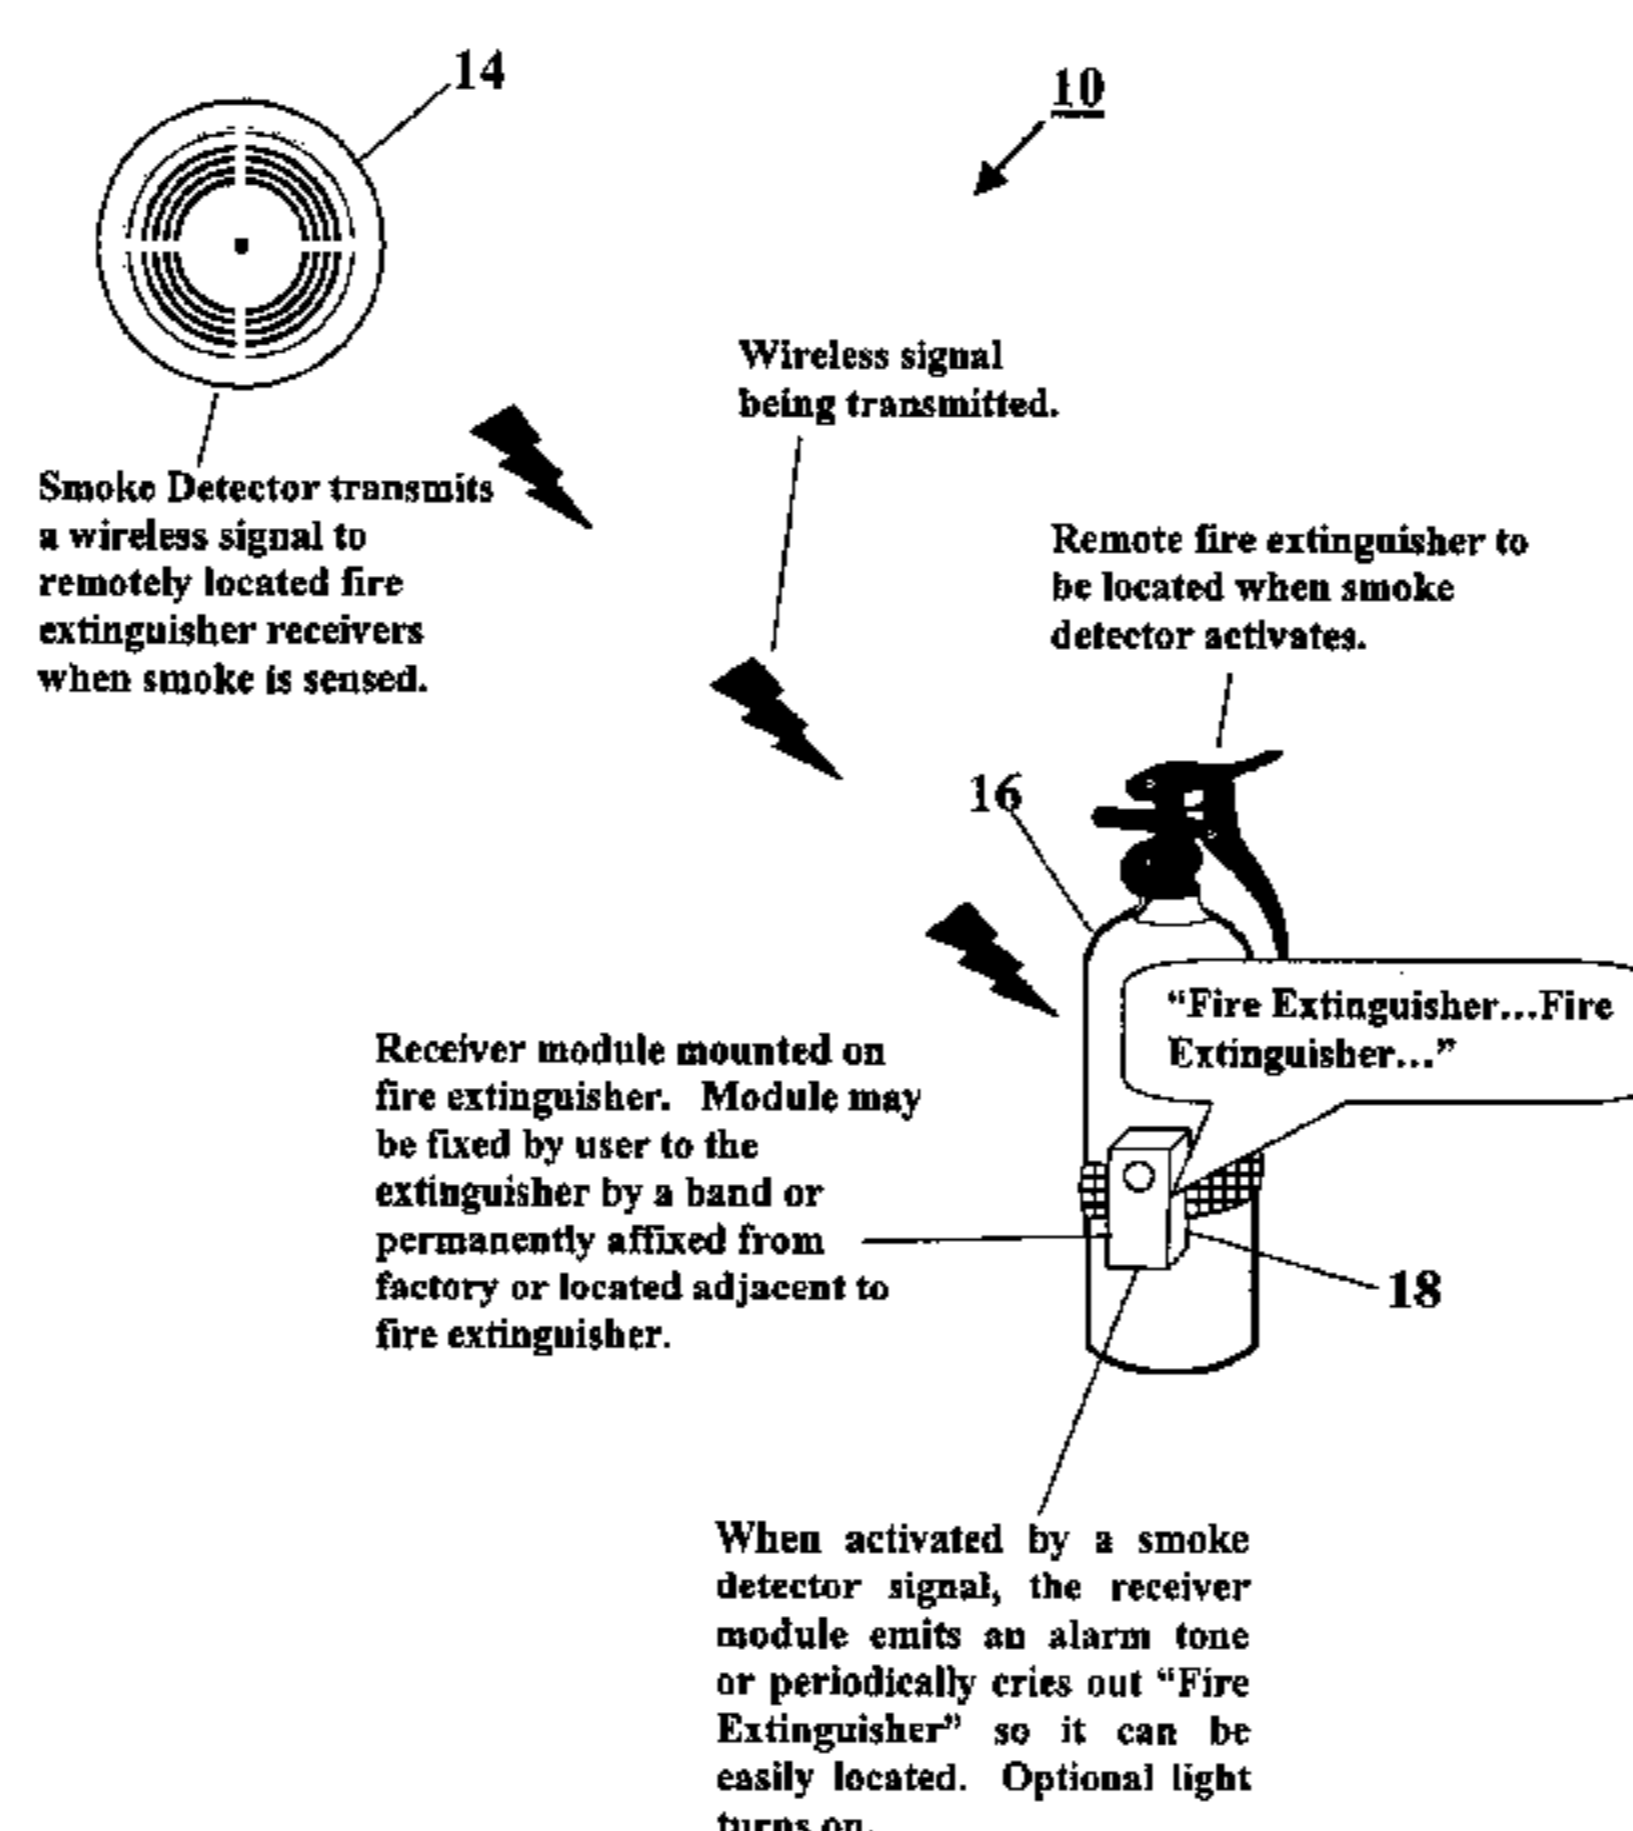 14
10
Wireless signal
being transmitted.
Smoke Detector transmits
a wireless signal to
remotely located fire
extinguisher receivers
when smoke is sensed.
Remote fire extinguisher to
be located when smoke
detector activates.
16
“Fire Extinguisher...Fire
Extinguisher...”
Receiver module mounted on
fire extinguisher. Module may
be fixed by user to the
extinguisher by a band or
permanently affixed from
factory or located adjacent to
fire extinguisher.
18
When activated by a smoke
detector signal, the receiver
module emits an alarm tone
or periodically cries out “Fire
Extinguisher” so it can be
easily located. Optional light
turns on.